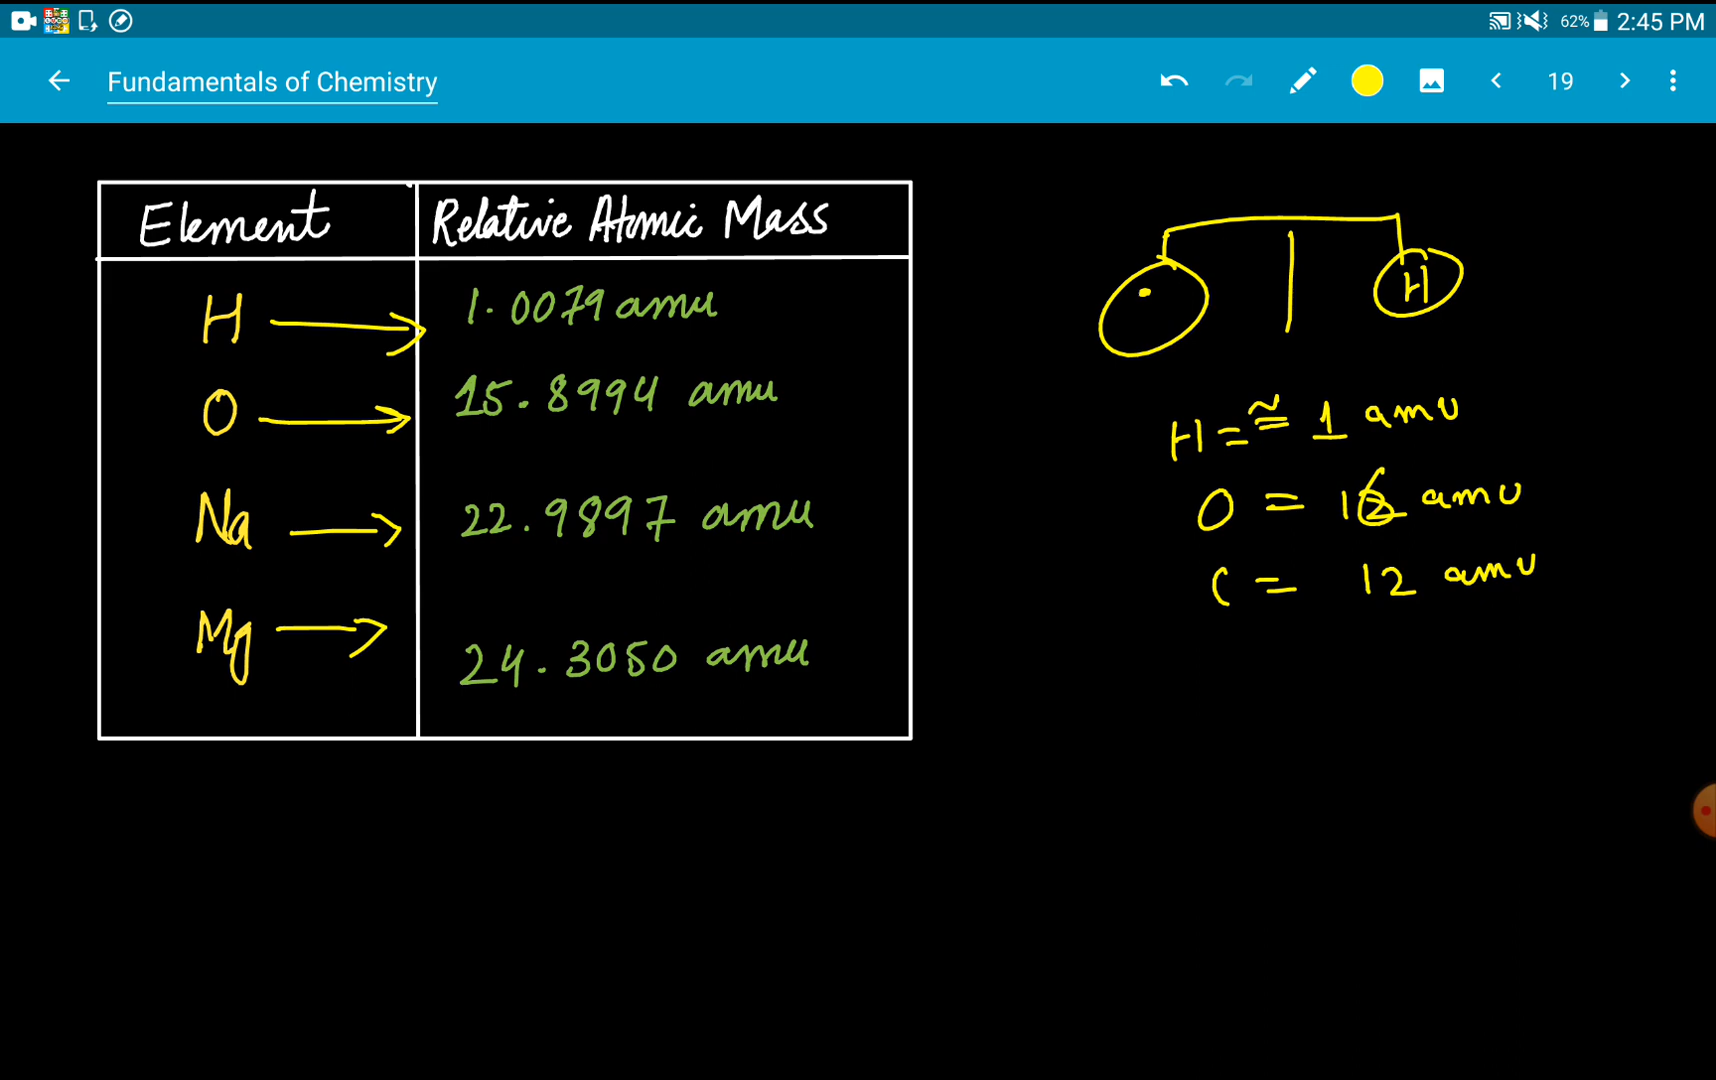 62% 2:45 PM
Fundamentals of Chemistry
19
Element Relative Atomic Mass
H 1.0079 amu
O 15.8994 amu
Na 22.9897 amu
Mg 24.3050 amu
H
H = ≅ 1 amu
O = 16 amu
C = 12 amu